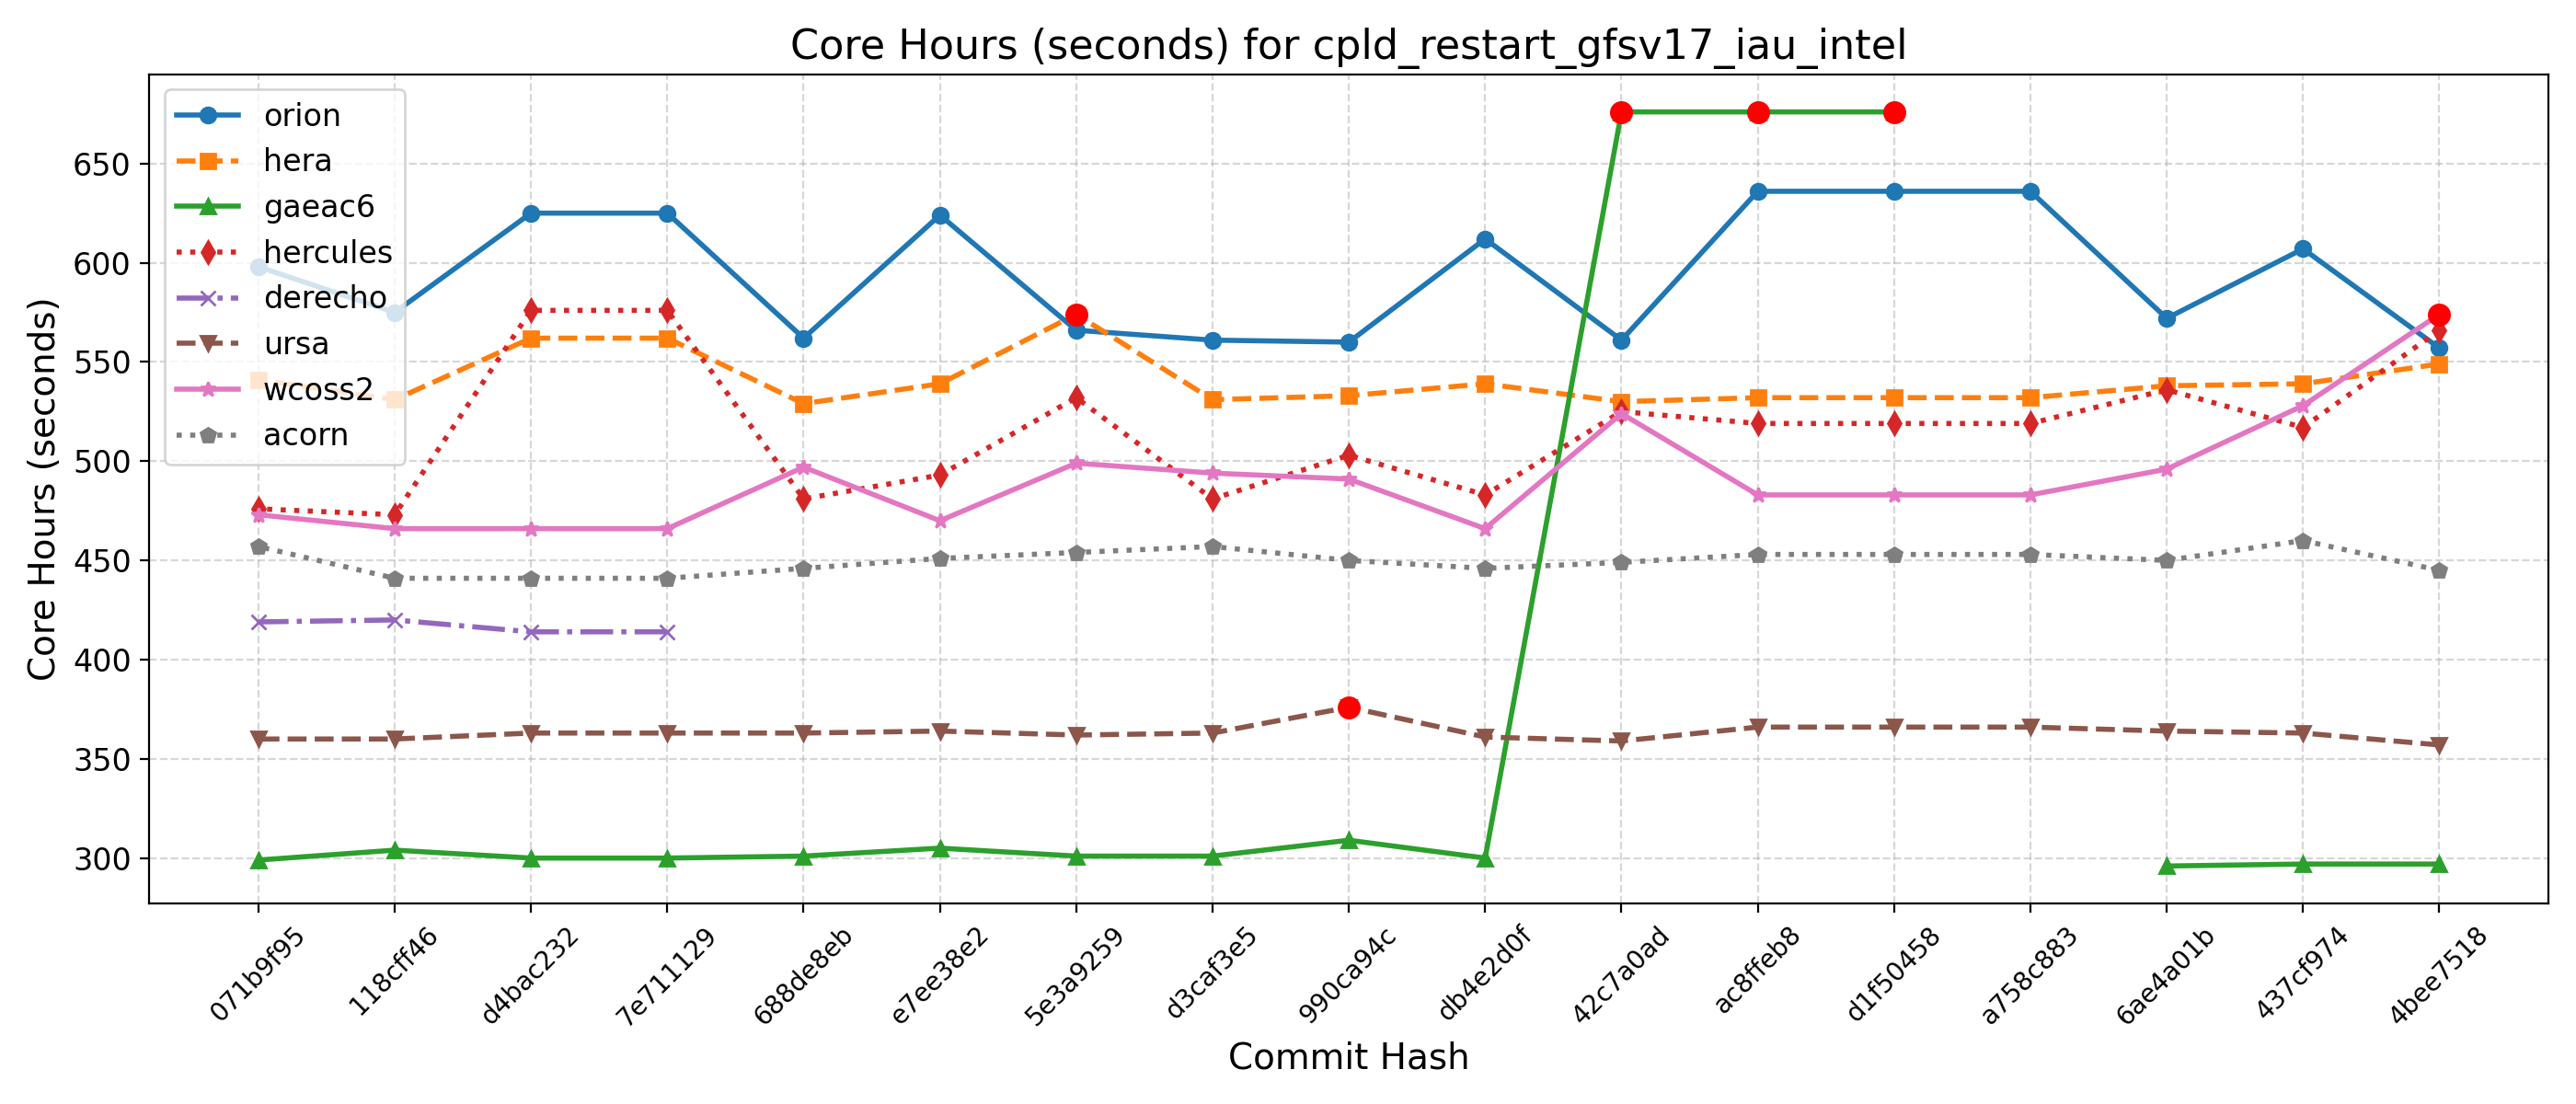 Core Hours (seconds) for cpld_restart_gfsv17_iau_intel
orion
hera
gaeac6
hercules
derecho
ursa
wcoss2
acorn
Core Hours (seconds)
650
600
550
500
450
400
350
300
071b9f95
118cff46
d4bac232
7e711129
688de8eb
e7ee38e2
5e3a9259
d3caf3e5
990ca94c
db4e2d0f
42c7a0ad
ac8ffeb8
d1f50458
a758c883
6ae4a01b
437cf974
4bee7518
Commit Hash